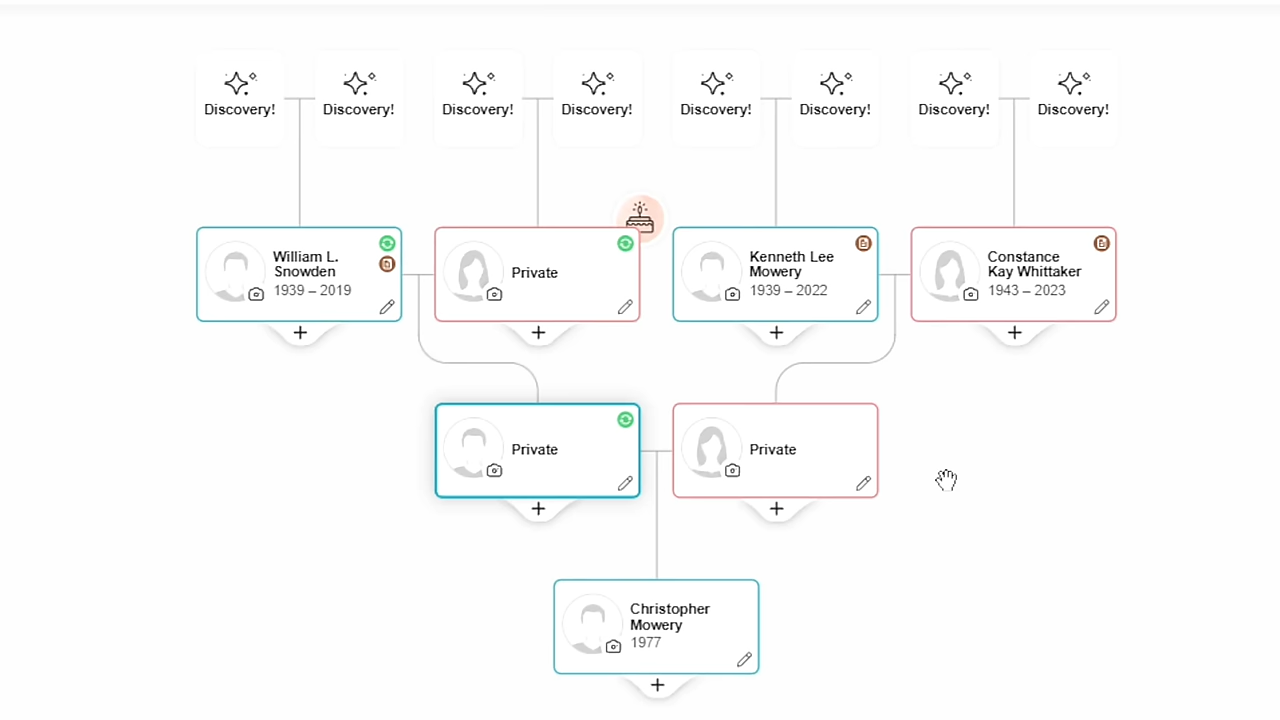 Discovery!
Discovery!
Discovery!
Discovery!
Discovery!
Discovery!
Discovery!
Discovery!
William L.
Snowden
1939 – 2019
Private
Kenneth Lee
Mowery
1939 – 2022
Constance
Kay Whittaker
1943 – 2023
Private
Private
Christopher
Mowery
1977